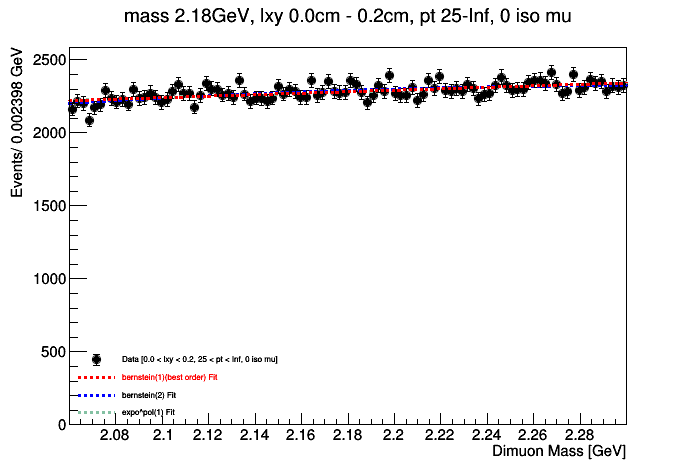 mass 2.18GeV, lxy 0.0cm - 0.2cm, pt 25-Inf, 0 iso mu
Events/ 0.002398 GeV
2500
2000
1500
1000
500
0
Data [0.0 < lxy < 0.2, 25 < pt < Inf, 0 iso mu]
bernstein(1)(best order) Fit
bernstein(2) Fit
expo^pol(1) Fit
2.08 2.1 2.12 2.14 2.16 2.18 2.2 2.22 2.24 2.26 2.28
Dimuon Mass [GeV]